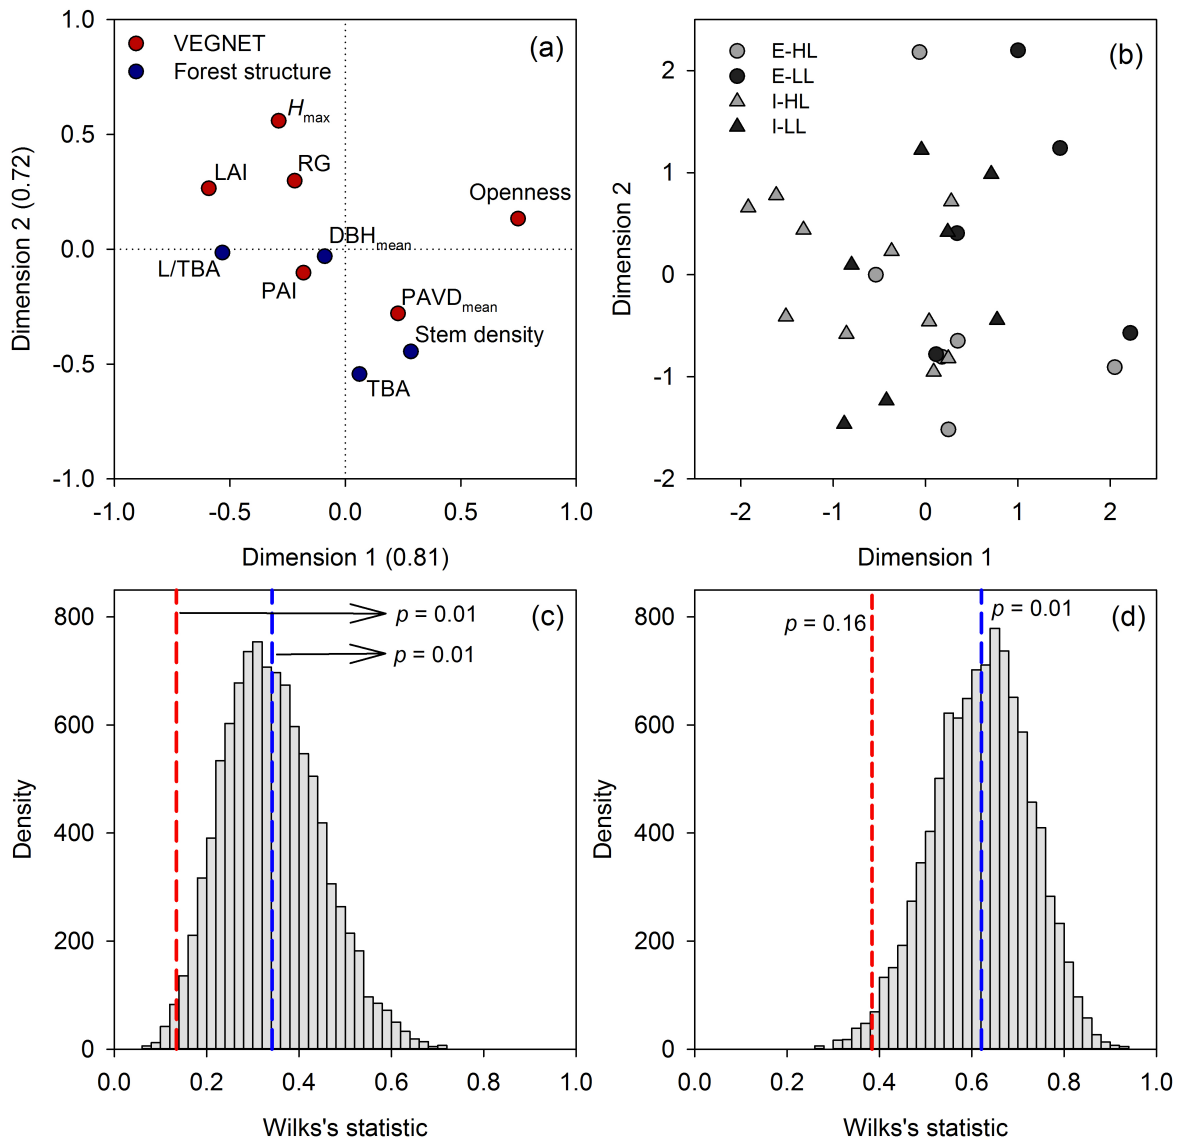 VEGNET
Forest structure
(a)
1.0
0.5
0.0
-0.5
-1.0
Dimension 2 (0.72)
Hmax
RG
LAI
Openness
DBHmean
L/TBA
PAI
PAVDmean
Stem density
TBA
-1.0 -0.5 0.0 0.5 1.0
Dimension 1 (0.81)
E-HL
E-LL
I-HL
I-LL
(b)
2
1
0
-1
-2
Dimension 2
-2 -1 0 1 2
Dimension 1
(c)
p = 0.01
p = 0.01
800
600
400
200
0
Density
0.0 0.2 0.4 0.6 0.8 1.0
Wilks's statistic
(d)
p = 0.16
p = 0.01
800
600
400
200
0
Density
0.0 0.2 0.4 0.6 0.8 1.0
Wilks's statistic